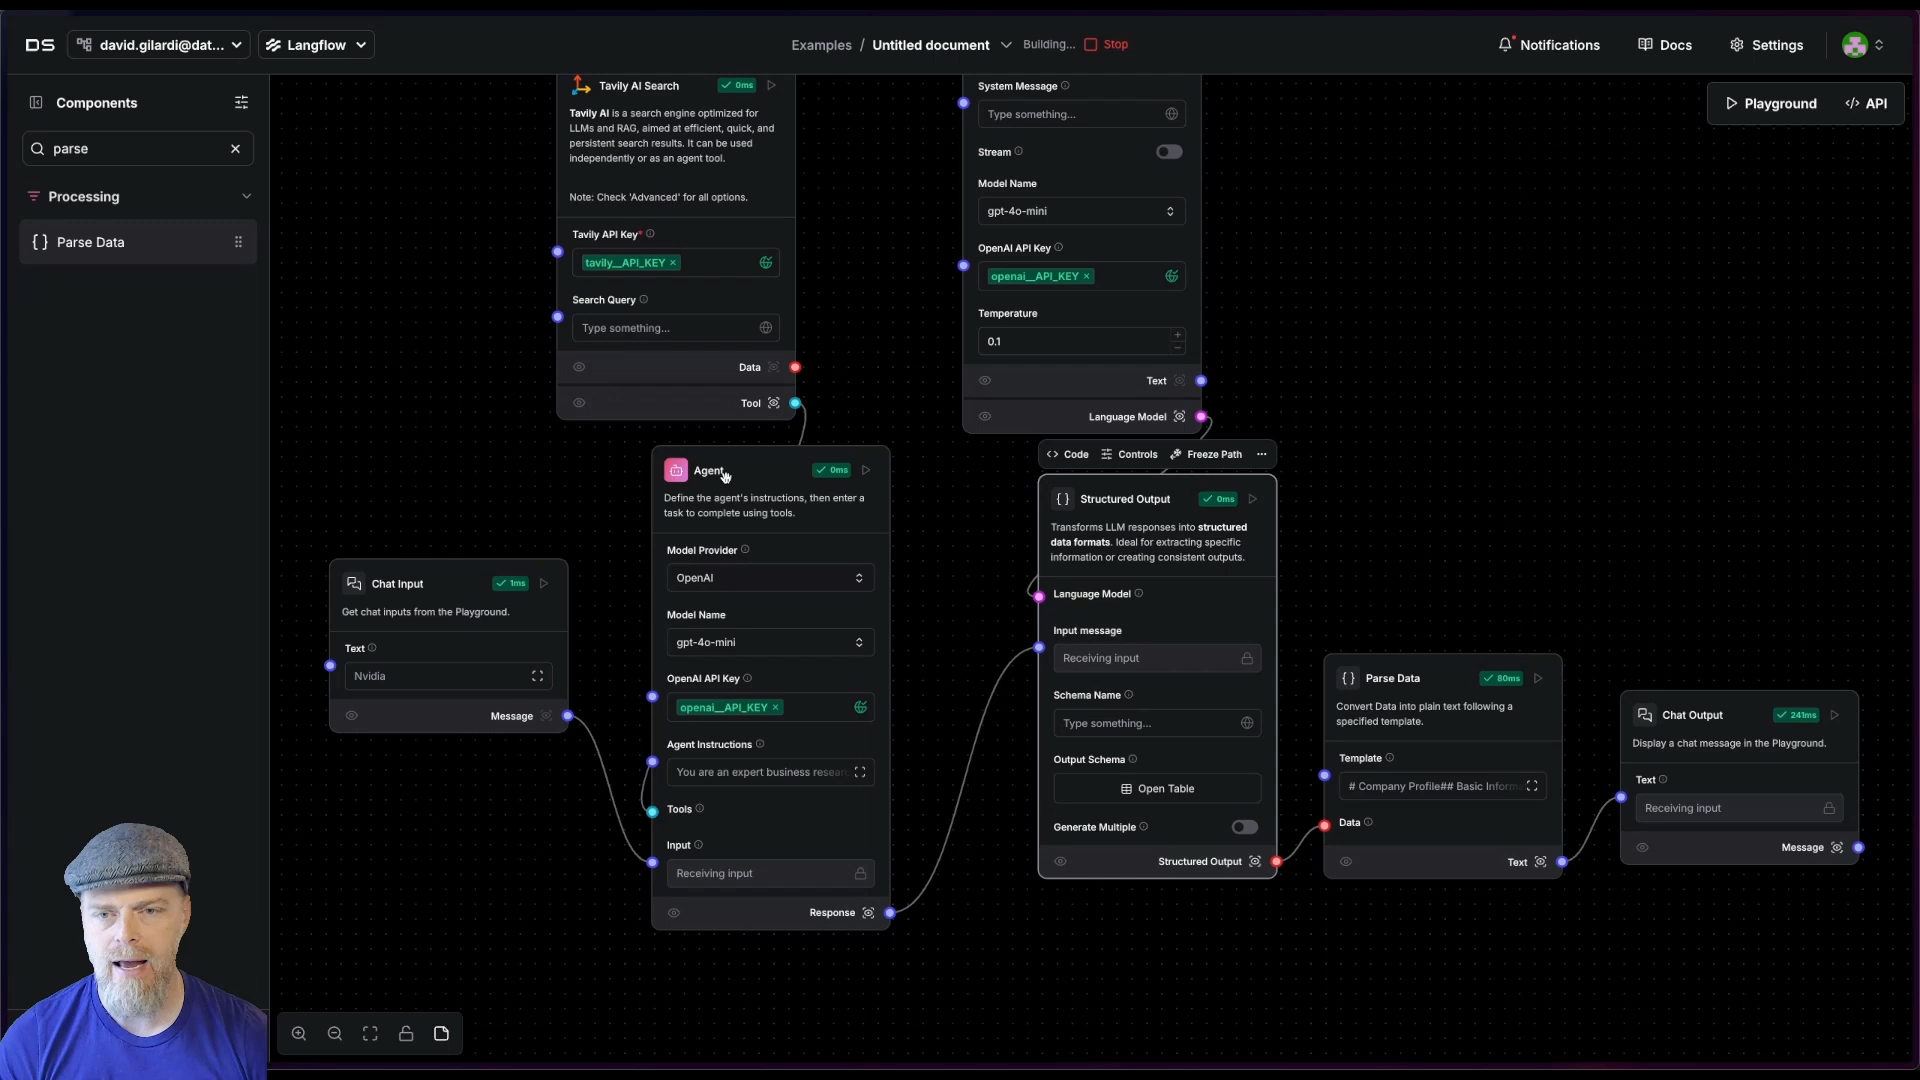 DS
david.gilardi@dat...
Langflow
Examples / Untitled document
Building...
Stop
Notifications
Docs
Settings
Components
Playground
API
parse
Processing
Parse Data
Tavily AI Search
0ms
Tavily AI is a search engine optimized for
LLMs and RAG, aimed at efficient, quick, and
persistent search results. It can be used
independently or as an agent tool.
Note: Check 'Advanced' for all options.
Tavily API Key*
tavily__API_KEY ×
Search Query
Type something...
Data
Tool
System Message
Type something...
Stream
Model Name
gpt-4o-mini
OpenAI API Key
openai__API_KEY ×
Temperature
0.1
Text
Language Model
Chat Input
1ms
Get chat inputs from the Playground.
Text
Nvidia
Message
Agent
0ms
Define the agent's instructions, then enter a
task to complete using tools.
Model Provider
OpenAI
Model Name
gpt-4o-mini
OpenAI API Key
openai__API_KEY ×
Agent Instructions
You are an expert business resear
Tools
Input
Receiving input
Response
Code
Controls
Freeze Path
...
Structured Output
0ms
Transforms LLM responses into structured
data formats. Ideal for extracting specific
information or creating consistent outputs.
Language Model
Input message
Receiving input
Schema Name
Type something...
Output Schema
Open Table
Generate Multiple
Structured Output
Parse Data
80ms
Convert Data into plain text following a
specified template.
Template
# Company Profile## Basic Inform
Data
Text
Chat Output
241ms
Display a chat message in the Playground.
Text
Receiving input
Message